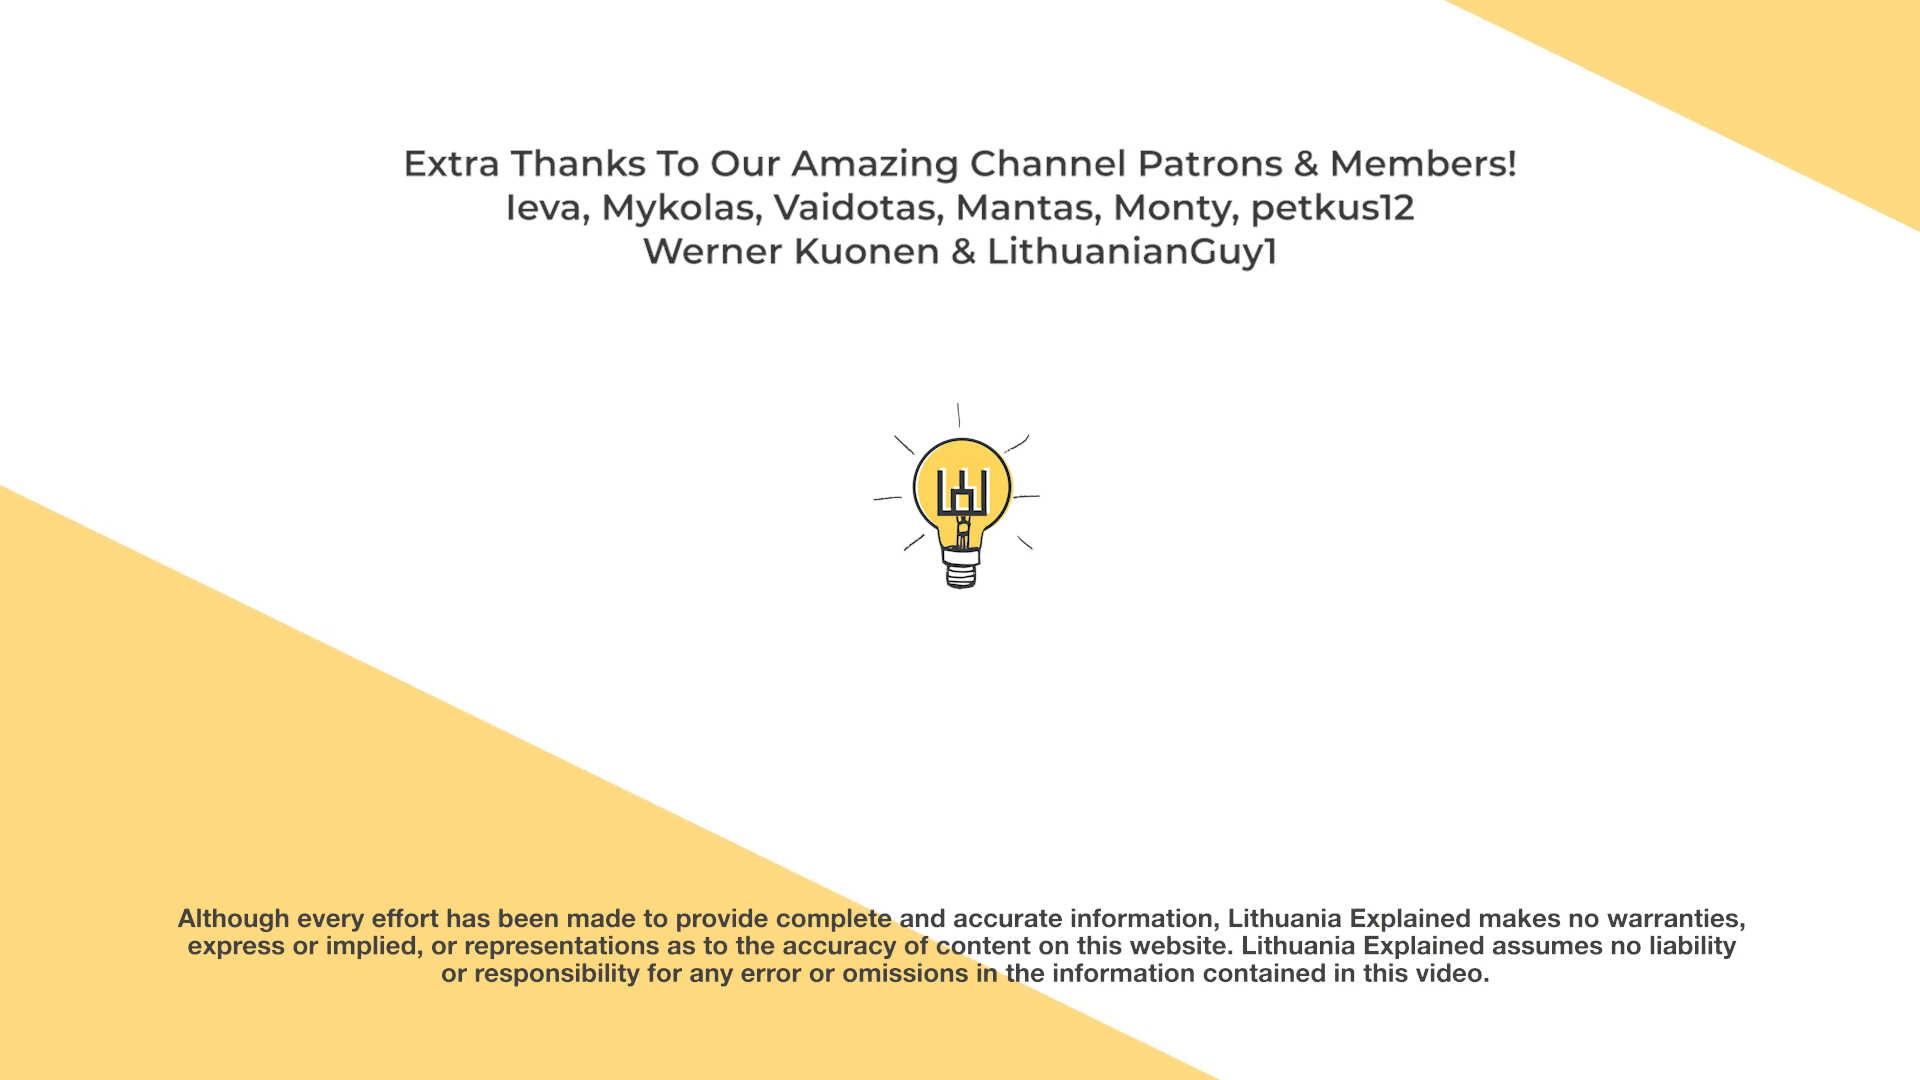 Extra Thanks To Our Amazing Channel Patrons & Members!
Ieva, Mykolas, Vaidotas, Mantas, Monty, petkus12
Werner Kuonen & LithuanianGuy1
Although every effort has been made to provide complete and accurate information, Lithuania Explained makes no warranties,
express or implied, or representations as to the accuracy of content on this website. Lithuania Explained assumes no liability
or responsibility for any error or omissions in the information contained in this video.